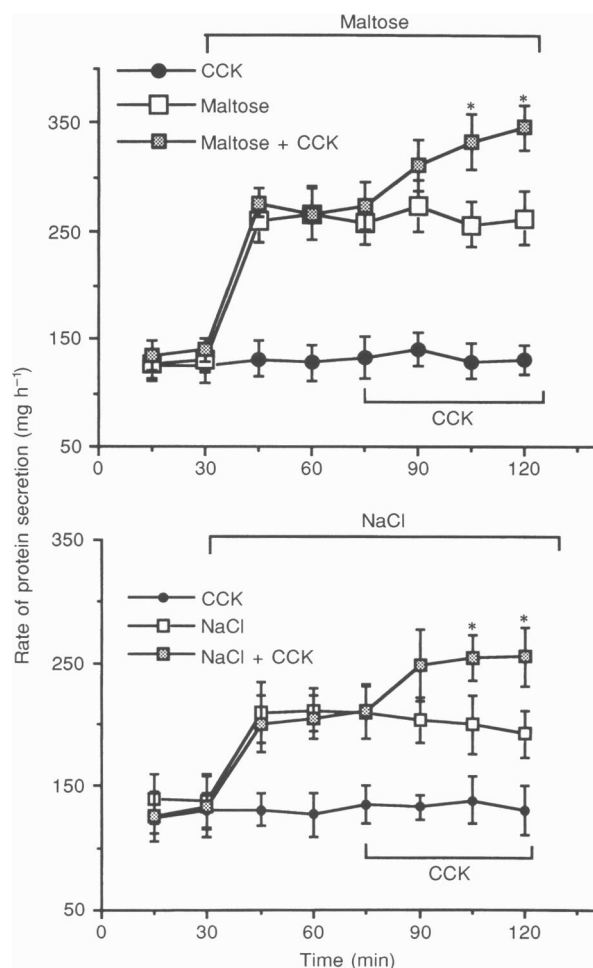 Maltose
CCK
Maltose
Maltose + CCK
350
250
150
50
* *
CCK
0 30 60 90 120
Rate of protein secretion (mg h⁻¹)
NaCl
350
CCK
NaCl
NaCl + CCK
250
150
50
* *
CCK
0 30 60 90 120
Time (min)